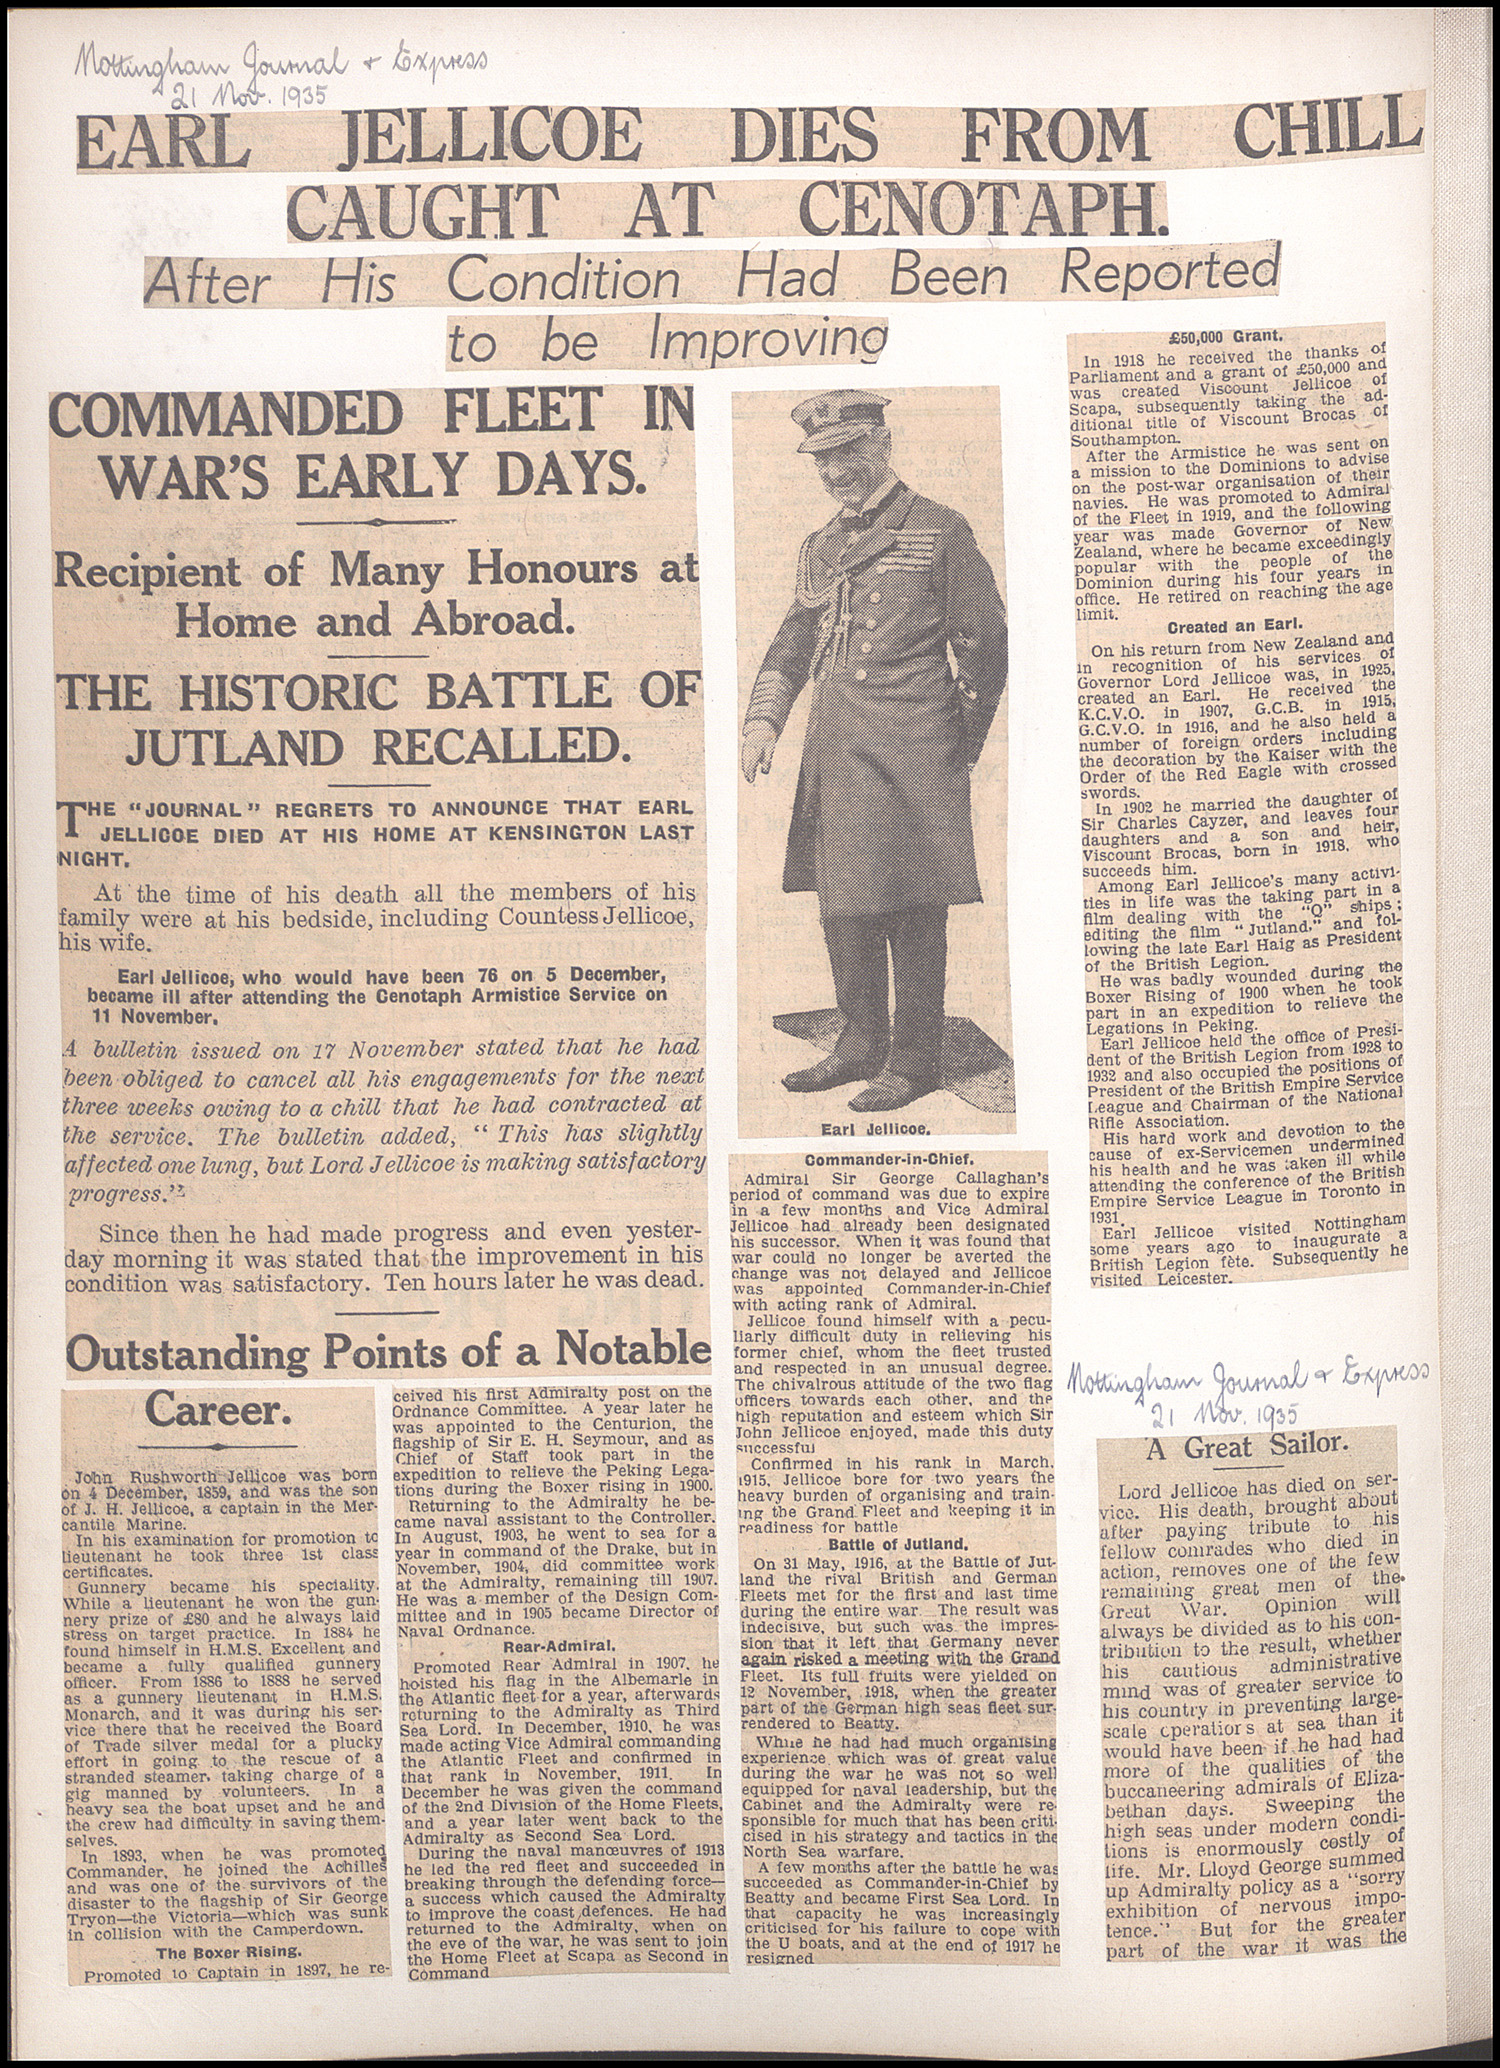 Nottingham Journal & Express
21 Nov. 1935
EARL JELLICOE DIES FROM CHILL
CAUGHT AT CENOTAPH.
After His Condition Had Been Reported
to be Improving
COMMANDED FLEET IN
WAR'S EARLY DAYS.
Recipient of Many Honours at
Home and Abroad.
THE HISTORIC BATTLE OF
JUTLAND RECALLED.
THE "JOURNAL" REGRETS TO ANNOUNCE THAT EARL
JELLICOE DIED AT HIS HOME AT KENSINGTON LAST
NIGHT.
At the time of his death all the members of his
family were at his bedside, including Countess Jellicoe,
his wife.
Earl Jellicoe, who would have been 76 on 5 December,
became ill after attending the Cenotaph Armistice Service on
11 November.
A bulletin issued on 17 November stated that he had
been obliged to cancel all his engagements for the next
three weeks owing to a chill that he had contracted at
the service. The bulletin added, "This has slightly
affected one lung, but Lord Jellicoe is making satisfactory
progress."
Since then he had made progress and even yester-
day morning it was stated that the improvement in his
condition was satisfactory. Ten hours later he was dead.
Outstanding Points of a Notable
Career.
John Rushworth Jellicoe was born
on 4 December, 1859, and was the son
of J. H. Jellicoe, a captain in the Mer-
cantile Marine.
In his examination for promotion to
lieutenant he took three 1st class
certificates.
Gunnery became his speciality.
While a lieutenant he won the gun-
nery prize of £80 and he always laid
stress on target practice. In 1884 he
found himself in H.M.S. Excellent and
became a fully qualified gunnery
officer. From 1886 to 1888 he served
as a gunnery lieutenant in H.M.S.
Monarch, and it was during his ser-
vice there that he received the Board
of Trade silver medal for a plucky
effort in going to the rescue of a
stranded steamer, taking charge of a
gig manned by volunteers. In a
heavy sea the boat upset and he and
the crew had difficulty in saving them-
selves.
In 1893, when he was promoted
Commander, he joined the Achilles
and was one of the survivors of the
disaster to the flagship of Sir George
Tryon—the Victoria—which was sunk
in collision with the Camperdown.
The Boxer Rising.
Promoted to Captain in 1897, he re-
ceived his first Admiralty post on the
Ordnance Committee. A year later he
was appointed to the Centurion, the
flagship of Sir E. H. Seymour, and as
Chief of Staff took part in the
expedition to relieve the Peking Lega-
tions during the Boxer rising in 1900.
Returning to the Admiralty he be-
came naval assistant to the Controller.
In August, 1903, he went to sea for a
year in command of the Drake, but in
November, 1904, did committee work
at the Admiralty, remaining till 1907.
He was a member of the Design Com-
mittee and in 1905 became Director of
Naval Ordnance.
Rear-Admiral.
Promoted Rear Admiral in 1907, he
hoisted his flag in the Albemarle in
the Atlantic fleet for a year, afterwards
returning to the Admiralty as Third
Sea Lord. In December, 1910, he was
made acting Vice Admiral commanding
the Atlantic Fleet and confirmed in
that rank in November, 1911. In
December he was given the command
of the 2nd Division of the Home Fleets,
and a year later went back to the
Admiralty as Second Sea Lord.
During the naval manœuvres of 1913
he led the red fleet and succeeded in
breaking through the defending force—
a success which caused the Admiralty
to improve the coast defences. He had
returned to the Admiralty, when on
the eve of the war, he was sent to join
the Home Fleet at Scapa as Second in
Command
Earl Jellicoe.
Commander-in-Chief.
Admiral Sir George Callaghan's
period of command was due to expire
in a few months and Vice Admiral
Jellicoe had already been designated
his successor. When it was found that
war could no longer be averted the
change was not delayed and Jellicoe
was appointed Commander-in-Chief
with acting rank of Admiral.
Jellicoe found himself with a pecu-
liarly difficult duty in relieving his
former chief, whom the fleet trusted
and respected in an unusual degree.
The chivalrous attitude of the two flag
officers towards each other, and the
high reputation and esteem which Sir
John Jellicoe enjoyed, made this duty
successful
Confirmed in his rank in March,
1915, Jellicoe bore for two years the
heavy burden of organising and train-
ing the Grand Fleet and keeping it in
readiness for battle
Battle of Jutland.
On 31 May, 1916, at the Battle of Jut-
land the rival British and German
Fleets met for the first and last time
during the entire war. The result was
indecisive, but such was the impres-
sion that it left that Germany never
again risked a meeting with the Grand
Fleet. Its full fruits were yielded on
12 November, 1918, when the greater
part of the German high seas fleet sur-
rendered to Beatty.
While he had had much organising
experience which was of great value
during the war he was not so well
equipped for naval leadership, but the
Cabinet and the Admiralty were re-
sponsible for much that has been criti-
cised in his strategy and tactics in the
North Sea warfare.
A few months after the battle he was
succeeded as Commander-in-Chief by
Beatty and became First Sea Lord. In
that capacity he was increasingly
criticised for his failure to cope with
the U boats, and at the end of 1917 he
resigned
£50,000 Grant.
In 1918 he received the thanks of
Parliament and a grant of £50,000 and
was created Viscount Jellicoe of
Scapa, subsequently taking the ad-
ditional title of Viscount Brocas of
Southampton.
After the Armistice he was sent on
a mission to the Dominions to advise
on the post-war organisation of their
navies. He was promoted to Admiral
of the Fleet in 1919, and the following
year was made Governor of New
Zealand, where he became exceedingly
popular with the people of the
Dominion during his four years in
office. He retired on reaching the age
limit.
Created an Earl.
On his return from New Zealand and
in recognition of his services of
Governor Lord Jellicoe was, in 1925,
created an Earl. He received the
K.C.V.O. in 1907, G.C.B. in 1915,
G.C.V.O. in 1916, and he also held a
number of foreign orders including
the decoration by the Kaiser with the
Order of the Red Eagle with crossed
swords.
In 1902 he married the daughter of
Sir Charles Cayzer, and leaves four
daughters and a son and heir,
Viscount Brocas, born in 1918, who
succeeds him.
Among Earl Jellicoe's many activi-
ties in life was the taking part in a
film dealing with the "Q" ships;
editing the film "Jutland," and fol-
lowing the late Earl Haig as President
of the British Legion.
He was badly wounded during the
Boxer Rising of 1900 when he took
part in an expedition to relieve the
Legations in Peking.
Earl Jellicoe held the office of Presi-
dent of the British Legion from 1928 to
1932 and also occupied the positions of
President of the British Empire Service
League and Chairman of the National
Rifle Association.
His hard work and devotion to the
cause of ex-Servicemen undermined
his health and he was taken ill while
attending the conference of the British
Empire Service League in Toronto in
1931.
Earl Jellicoe visited Nottingham
some years ago to inaugurate a
British Legion fête. Subsequently he
visited Leicester.
Nottingham Journal & Express
21 Nov. 1935
A Great Sailor.
Lord Jellicoe has died on ser-
vice. His death, brought about
after paying tribute to his
fellow comrades who died in
action, removes one of the few
remaining great men of the
Great War. Opinion will
always be divided as to his con-
tribution to the result, whether
his cautious administrative
mind was of greater service to
his country in preventing large-
scale operations at sea than it
would have been if he had had
more of the qualities of the
buccaneering admirals of Eliza-
bethan days. Sweeping the
high seas under modern condi-
tions is enormously costly of
life. Mr. Lloyd George summed
up Admiralty policy as a "sorry
exhibition of nervous impo-
tence." But for the greater
part of the war it was the